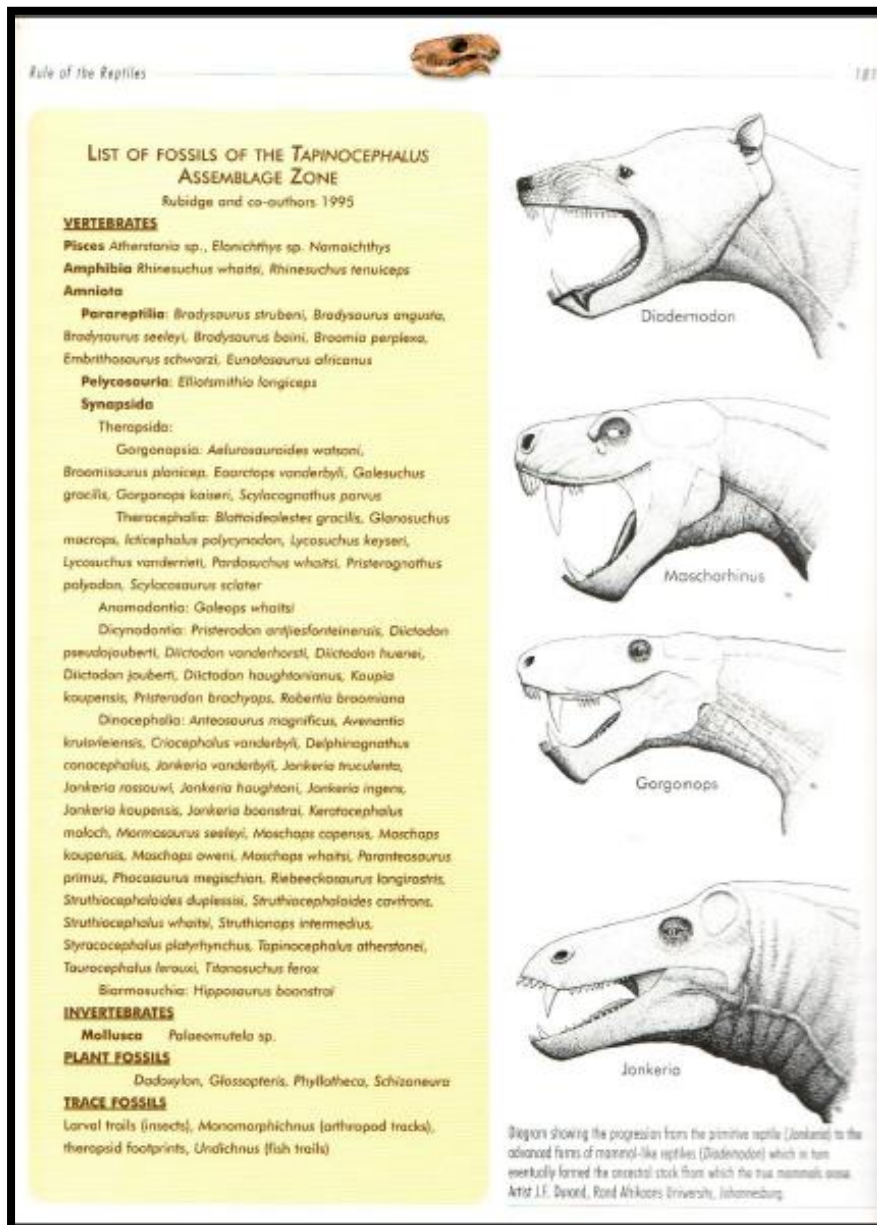 Rule of the Reptiles
181
LIST OF FOSSILS OF THE TAPINOCEPHALUS
ASSEMBLAGE ZONE
Rubidge and co-authors 1995
VERTEBRATES
Pisces Atherstonia sp., Elonichthys sp. Namaichthys
Amphibia Rhinesuchus whaitsi, Rhinesuchus tenuiceps
Amniota
Parareptilia: Bradysaurus strubeni, Bradysaurus angusta,
Bradysaurus seeleyi, Bradysaurus baini, Broomia perplexa,
Embrithosaurus schwarzi, Eunotosaurus africanus
Pelycosauria: Elliotsmithia longiceps
Synapsida
Therapsida:
Gorgonopsia: Aelurosauroides watsoni,
Broomisaurus planicep, Eoarctops vanderbyli, Galesuchus
gracilis, Gorgonops kaiseri, Scylacognathus parvus
Therocephalia: Blattoidealestes gracilis, Glanosuchus
macrops, Icticephalus polycynodon, Lycosuchus keyseri,
Lycosuchus vanderrieti, Pardosuchus whaitsi, Pristerognathus
polyodon, Scylacosaurus sclater
Anomodontia: Galeops whaitsi
Dicynodontia: Pristerodon antjiesfonteinensis, Diictodon
pseudojouberti, Diictodon vanderhorsti, Diictodon huenei,
Diictodon jouberti, Diictodon haughtonianus, Koupia
koupensis, Pristerodon brachyops, Robertia broomiana
Dinocephalia: Anteosaurus magnificus, Avenantia
kruisvleiensis, Criocephalus vanderbyli, Delphinognathus
conocephalus, Jonkeria vanderbyli, Jonkeria truculenta,
Jonkeria rossouwi, Jonkeria haughtoni, Jonkeria ingens,
Jonkeria koupensis, Jonkeria boonstrai, Keratocephalus
moloch, Mormosaurus seeleyi, Moschops capensis, Moschops
koupensis, Moschops oweni, Moschops whaitsi, Paranteosaurus
primus, Phocosaurus megischion, Riebeeckosaurus longirostris,
Struthiocephaloides duplessisi, Struthiocephaloides cavifrons,
Struthiocephalus whaitsi, Struthionops intermedius,
Styracocephalus platyrhynchus, Tapinocephalus atherstonei,
Taurocephalus lerouxi, Titanosuchus ferox
Biarmosuchia: Hipposaurus boonstrai
INVERTEBRATES
Mollusca Palaeomutela sp.
PLANT FOSSILS
Dadoxylon, Glossopteris, Phyllotheca, Schizoneura
TRACE FOSSILS
Larval trails (insects), Monomorphichnus (arthropod tracks),
therapsid footprints, Undichnus (fish trails)
Diademodon
Moschorhinus
Gorgonops
Jonkeria
Diagram showing the progression from the primitive reptile (Jonkeria) to the
advanced forms of mammal-like reptiles (Diademodon) which in turn
eventually formed the ancestral stock from which the true mammals arose.
Artist J.F. Durand, Rand Afrikaans University, Johannesburg.